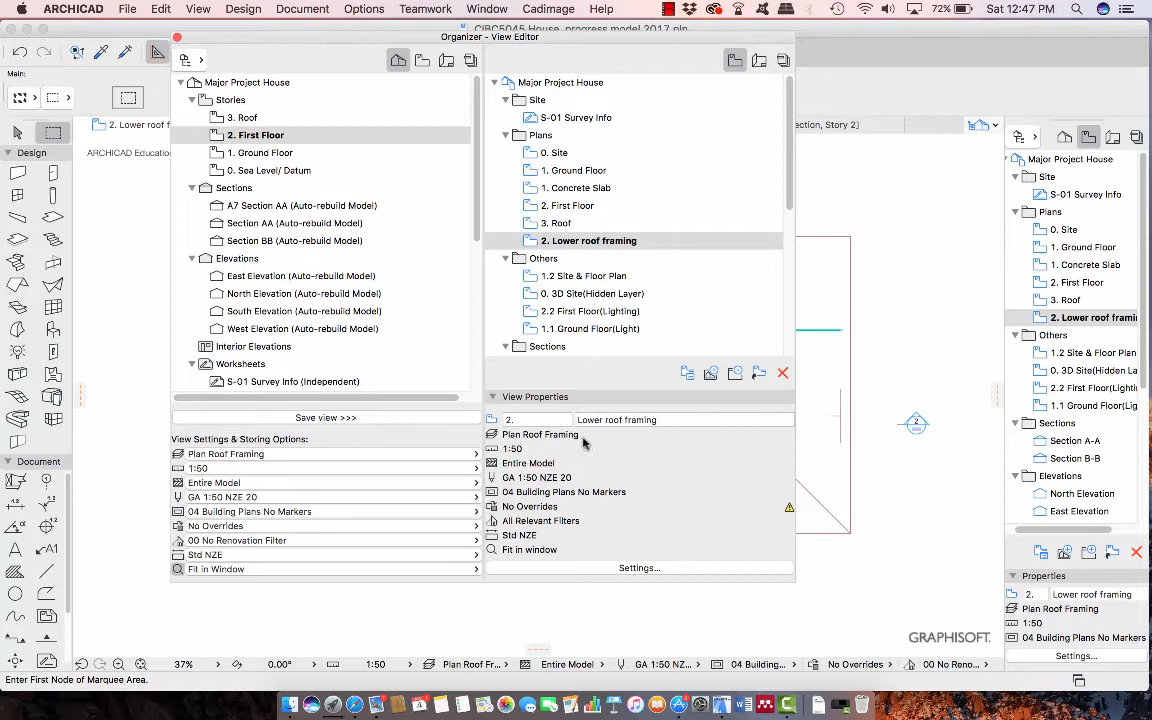 ARCHICAD File Edit View Design Document Options Teamwork Window Cadimage Help 72% Sat 12:47 PM
CIBC5045 House, progress model 2017.pln
Organizer - View Editor
Main:
2. Lower roof f
ection, Story 2]
ARCHICAD Education
Design
Document
Major Project House
Stories
3. Roof
2. First Floor
1. Ground Floor
0. Sea Level/ Datum
Sections
A7 Section AA (Auto-rebuild Model)
Section AA (Auto-rebuild Model)
Section BB (Auto-rebuild Model)
Elevations
East Elevation (Auto-rebuild Model)
North Elevation (Auto-rebuild Model)
South Elevation (Auto-rebuild Model)
West Elevation (Auto-rebuild Model)
Interior Elevations
Worksheets
S-01 Survey Info (Independent)
Save view >>>
View Settings & Storing Options:
Plan Roof Framing
1:50
Entire Model
GA 1:50 NZE 20
04 Building Plans No Markers
No Overrides
00 No Renovation Filter
Std NZE
Fit in Window
Major Project House
Site
S-01 Survey Info
Plans
0. Site
1. Ground Floor
1. Concrete Slab
2. First Floor
3. Roof
2. Lower roof framing
Others
1.2 Site & Floor Plan
0. 3D Site(Hidden Layer)
2.2 First Floor(Lighting)
1.1 Ground Floor(Light)
Sections
View Properties
2. Lower roof framing
Plan Roof Framing
1:50
Entire Model
GA 1:50 NZE 20
04 Building Plans No Markers
No Overrides
All Relevant Filters
Std NZE
Fit in window
Settings...
2
GRAPHISOFT.
Major Project House
Site
S-01 Survey Info
Plans
0. Site
1. Ground Floor
1. Concrete Slab
2. First Floor
3. Roof
2. Lower roof framin
Others
1.2 Site & Floor Plan
0. 3D Site(Hidden La
2.2 First Floor(Lightin
1.1 Ground Floor(Lig
Sections
Section A-A
Section B-B
Elevations
North Elevation
East Elevation
Properties
2. Lower roof framing
Plan Roof Framing
1:50
04 Building Plans No Markers
Settings...
37% 0.00° 1:50 Plan Roof Fr... Entire Model GA 1:50 NZ... 04 Building... No Overrides 00 No Reno...
Enter First Node of Marquee Area.